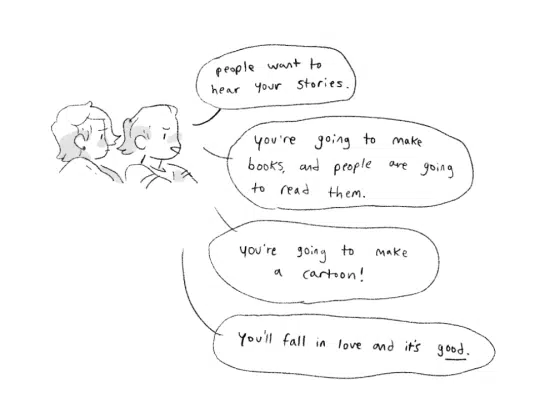 people want to
hear your stories.
you're going to make
books, and people are going
to read them.
you're going to make
a cartoon!
you'll fall in love and it's good.